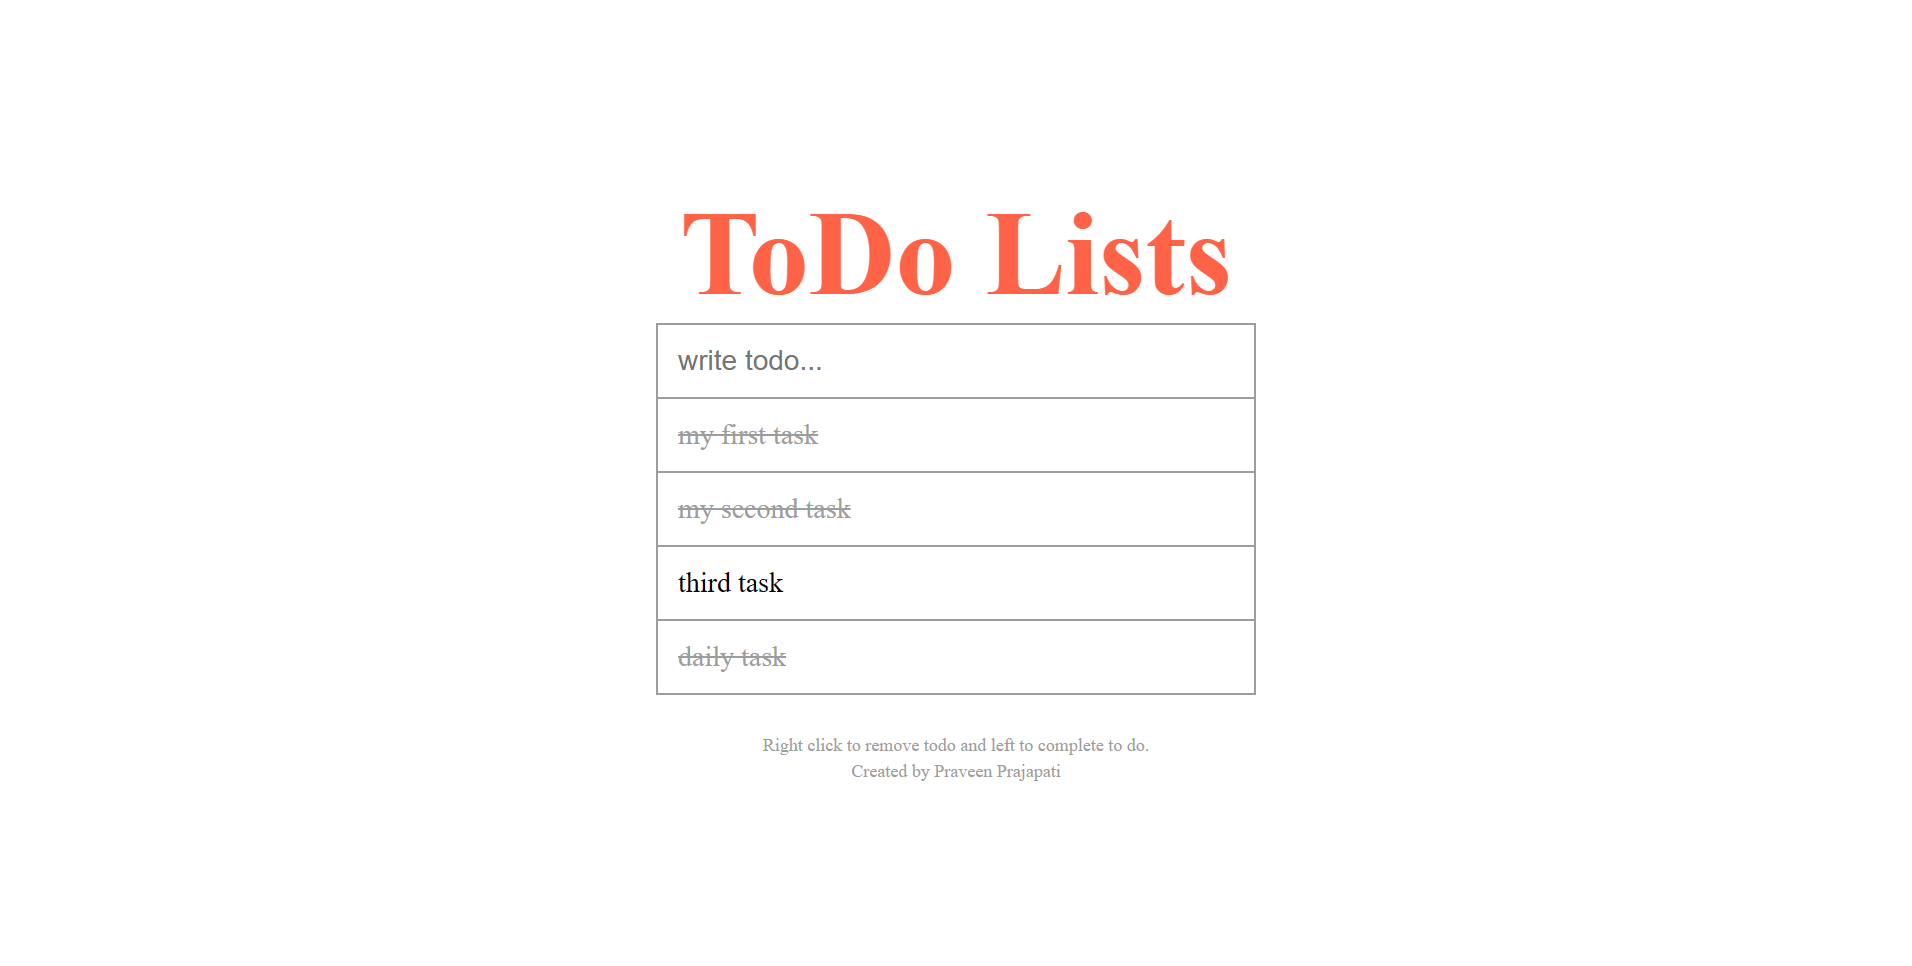 ToDo Lists
write todo...
my first task
my second task
third task
daily task
Right click to remove todo and left to complete to do.
Created by Praveen Prajapati